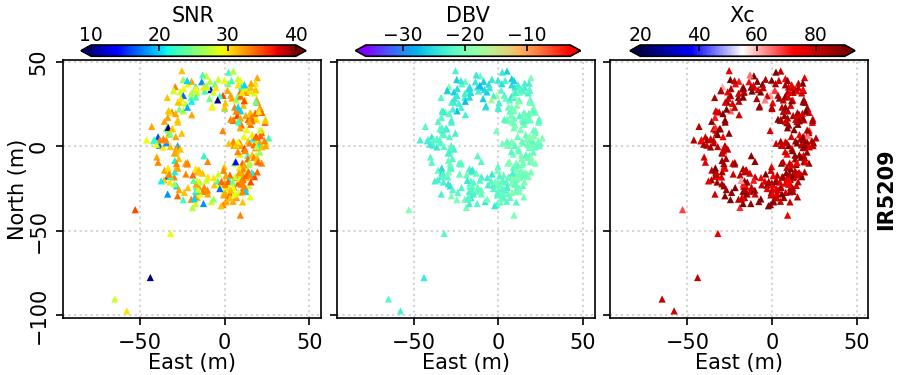 SNR DBV Xc
10 20 30 40 −30 −20 −10 20 40 60 80
50
0
−50
−100
North (m)
−50 0 50 −50 0 50 −50 0 50
East (m) East (m) East (m)
IR5209